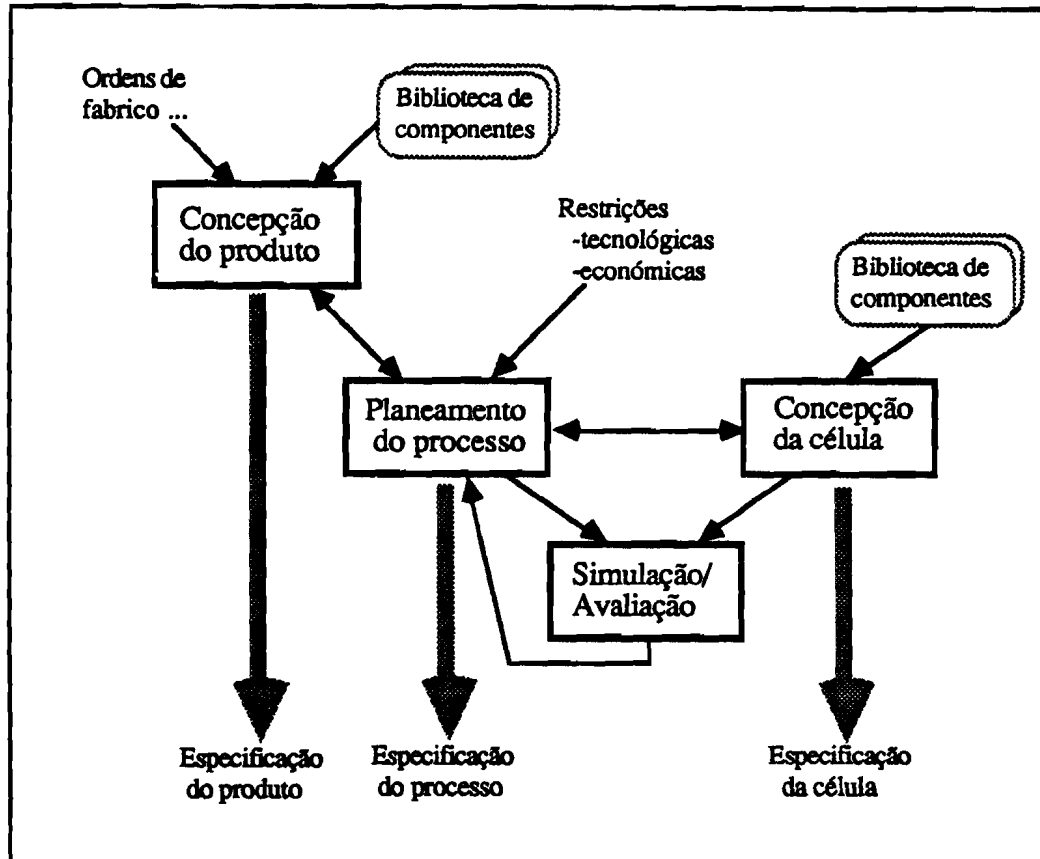 Ordens de
fabrico ...
Biblioteca de
componentes
Concepção
do produto
Restrições
-tecnológicas
-económicas
Biblioteca de
componentes
Planeamento
do processo
Concepção
da célula
Simulação/
Avaliação
Especificação
do produto
Especificação
do processo
Especificação
da célula